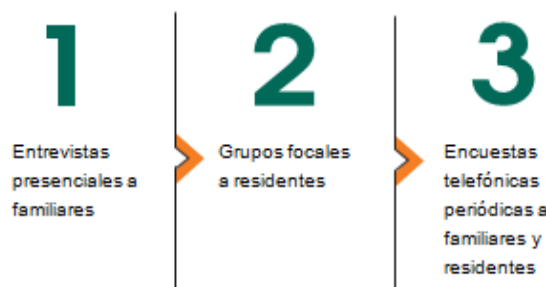 1
Entrevistas
presenciales a
familiares
2
Grupos focales
a residentes
3
Encuestas
telefónicas
periódicas a
familiares y
residentes